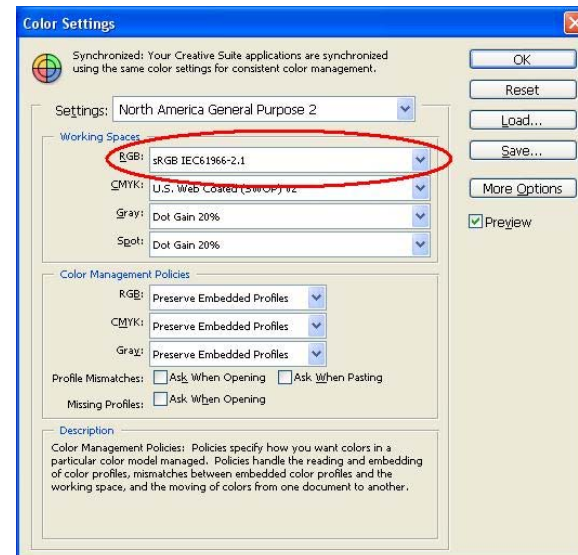 Color Settings
Synchronized: Your Creative Suite applications are synchronized
using the same color settings for consistent color management.
OK
Reset
Load...
Save...
More Options
Preview
Settings: North America General Purpose 2
Working Spaces
RGB: sRGB IEC61966-2.1
CMYK: U.S. Web Coated (SWOP) v2
Gray: Dot Gain 20%
Spot: Dot Gain 20%
Color Management Policies
RGB: Preserve Embedded Profiles
CMYK: Preserve Embedded Profiles
Gray: Preserve Embedded Profiles
Profile Mismatches: Ask When Opening Ask When Pasting
Missing Profiles: Ask When Opening
Description
Color Management Policies: Policies specify how you want colors in a
particular color model managed. Policies handle the reading and embedding
of color profiles, mismatches between embedded color profiles and the
working space, and the moving of colors from one document to another.